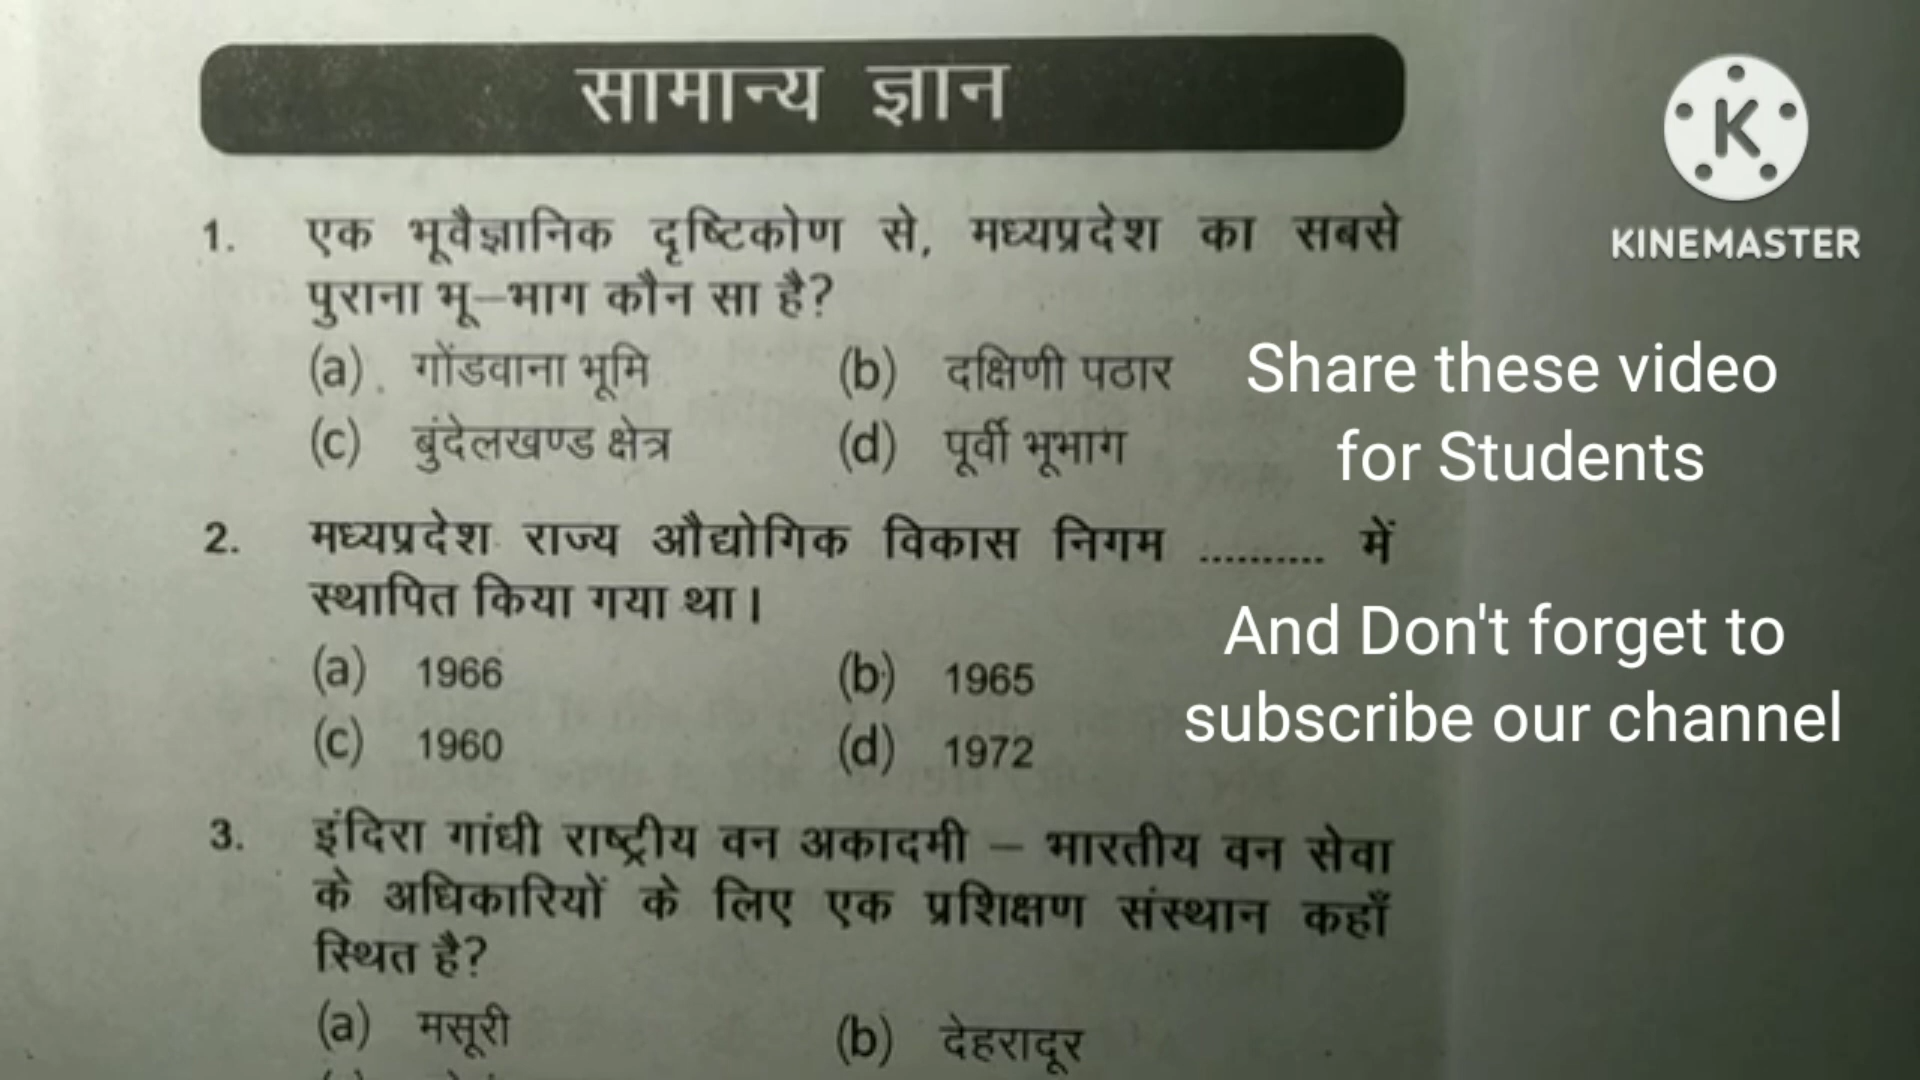 सामान्य ज्ञान
K
KINEMASTER
1. एक भूवैज्ञानिक दृष्टिकोण से, मध्यप्रदेश का सबसे
पुराना भू–भाग कौन सा है?
(a) गोंडवाना भूमि (b) दक्षिणी पठार
(c) बुंदेलखण्ड क्षेत्र (d) पूर्वी भूभाग
Share these video
for Students
2. मध्यप्रदेश राज्य औद्योगिक विकास निगम .......... में
स्थापित किया गया था।
(a) 1966 (b) 1965
(c) 1960 (d) 1972
And Don't forget to
subscribe our channel
3. इंदिरा गांधी राष्ट्रीय वन अकादमी – भारतीय वन सेवा
के अधिकारियों के लिए एक प्रशिक्षण संस्थान कहाँ
स्थित है?
(a) मसूरी (b) देहरादूर